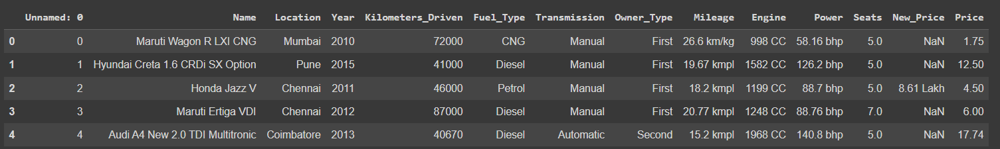 Unnamed: 0 Name Location Year Kilometers_Driven Fuel_Type Transmission Owner_Type Mileage Engine Power Seats New_Price Price
0 0 Maruti Wagon R LXI CNG Mumbai 2010 72000 CNG Manual First 26.6 km/kg 998 CC 58.16 bhp 5.0 NaN 1.75
1 1 Hyundai Creta 1.6 CRDi SX Option Pune 2015 41000 Diesel Manual First 19.67 kmpl 1582 CC 126.2 bhp 5.0 NaN 12.50
2 2 Honda Jazz V Chennai 2011 46000 Petrol Manual First 18.2 kmpl 1199 CC 88.7 bhp 5.0 8.61 Lakh 4.50
3 3 Maruti Ertiga VDI Chennai 2012 87000 Diesel Manual First 20.77 kmpl 1248 CC 88.76 bhp 7.0 NaN 6.00
4 4 Audi A4 New 2.0 TDI Multitronic Coimbatore 2013 40670 Diesel Automatic Second 15.2 kmpl 1968 CC 140.8 bhp 5.0 NaN 17.74